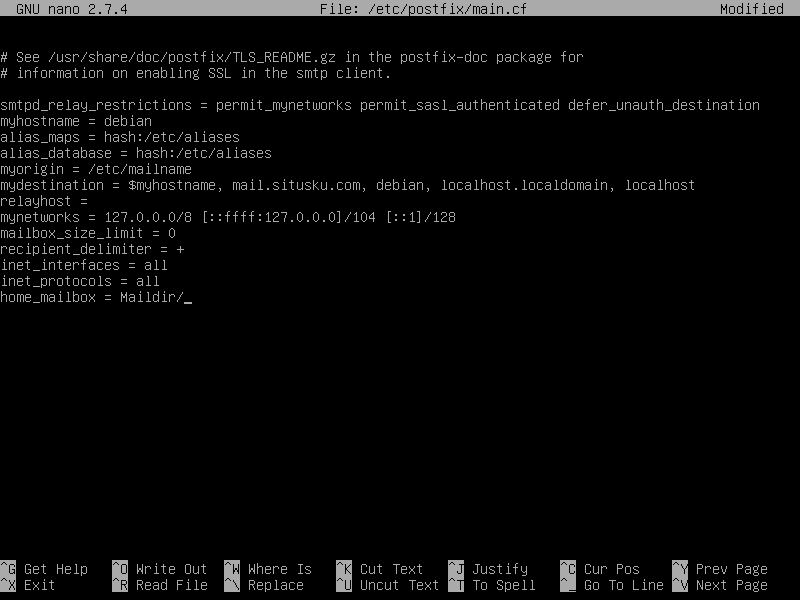 GNU nano 2.7.4 File: /etc/postfix/main.cf Modified
# See /usr/share/doc/postfix/TLS_README.gz in the postfix-doc package for
# information on enabling SSL in the smtp client.
smtpd_relay_restrictions = permit_mynetworks permit_sasl_authenticated defer_unauth_destination
myhostname = debian
alias_maps = hash:/etc/aliases
alias_database = hash:/etc/aliases
myorigin = /etc/mailname
mydestination = $myhostname, mail.situsku.com, debian, localhost.localdomain, localhost
relayhost =
mynetworks = 127.0.0.0/8 [::ffff:127.0.0.0]/104 [::1]/128
mailbox_size_limit = 0
recipient_delimiter = +
inet_interfaces = all
inet_protocols = all
home_mailbox = Maildir/_
^G Get Help ^O Write Out ^W Where Is ^K Cut Text ^J Justify ^C Cur Pos ^Y Prev Page
^X Exit ^R Read File ^\ Replace ^U Uncut Text ^T To Spell ^_ Go To Line ^V Next Page